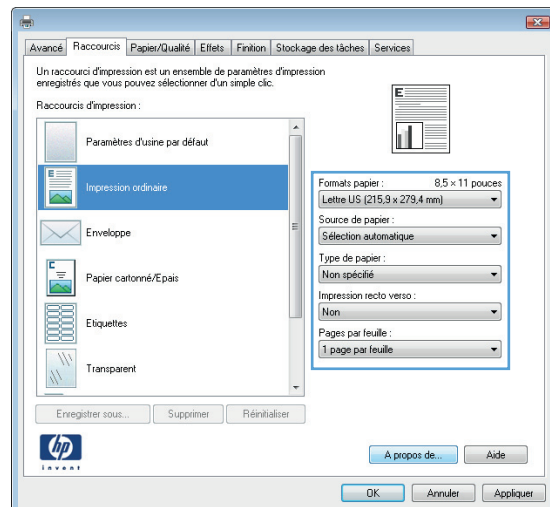 Avancé Raccourcis Papier/Qualité Effets Finition Stockage des tâches Services
Un raccourci d'impression est un ensemble de paramètres d'impression
enregistrés que vous pouvez sélectionner d'un simple clic.
Raccourcis d'impression :
Paramètres d'usine par défaut
Impression ordinaire
Enveloppe
Papier cartonné/Epais
Etiquettes
Transparent
E
E
C
Formats papier : 8,5 × 11 pouces
Lettre US (215,9 x 279,4 mm)
Source de papier :
Sélection automatique
Type de papier :
Non spécifié
Impression recto verso :
Non
Pages par feuille :
1 page par feuille
Enregistrer sous... Supprimer Réinitialiser
hp
invent
A propos de... Aide
OK Annuler Appliquer